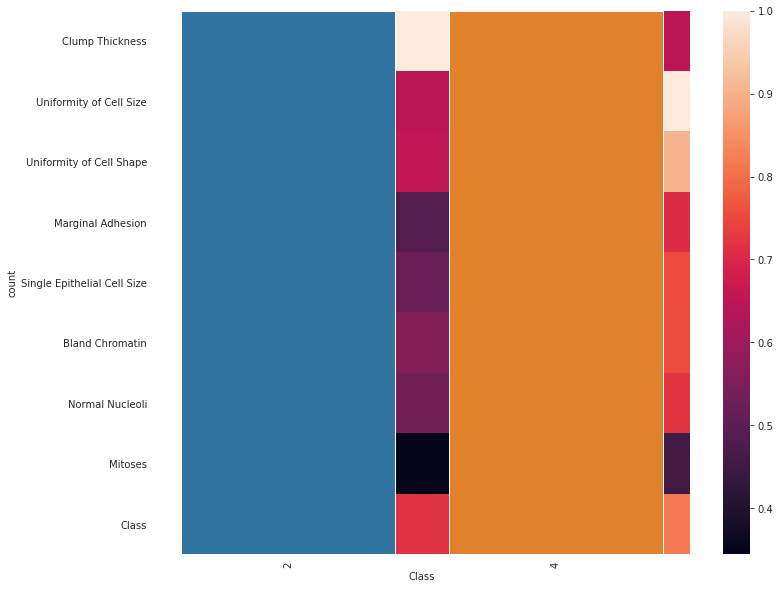 Clump Thickness
Uniformity of Cell Size
Uniformity of Cell Shape
Marginal Adhesion
Single Epithelial Cell Size
Bland Chromatin
Normal Nucleoli
Mitoses
Class
count
2
4
Class
1.0
0.9
0.8
0.7
0.6
0.5
0.4